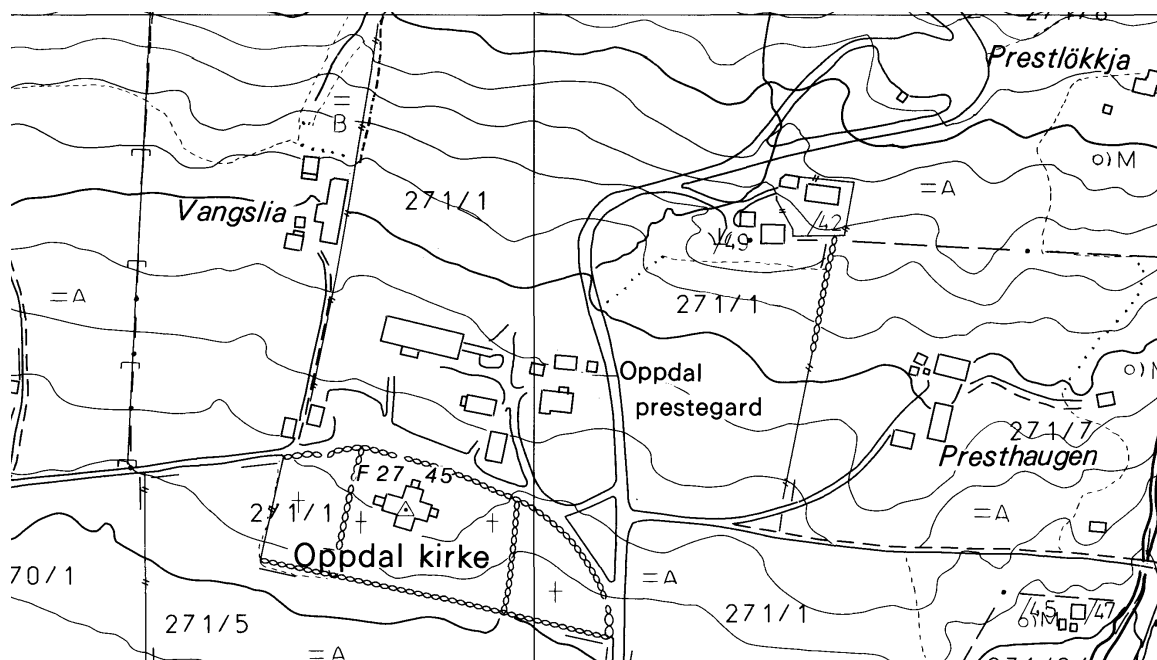 Prestlökkja
B
o)M
Vangslia
271/1
=A
/42
/49
=A
271/1
Oppdal
prestegard
271/7
Presthaugen
F 27 45
271/1
=A
Oppdal kirke
70/1
=A
271/5
271/1
/45
/47
o)M
=A